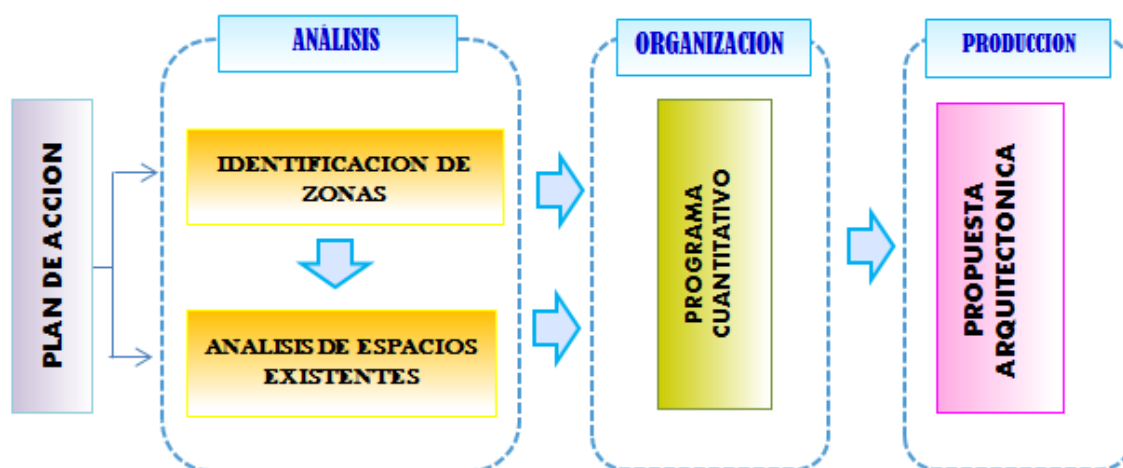 ANÁLISIS
ORGANIZACION
PRODUCCION
PLAN DE ACCION
IDENTIFICACION DE
ZONAS
ANALISIS DE ESPACIOS
EXISTENTES
PROGRAMA
CUANTITATIVO
PROPUESTA
ARQUITECTONICA